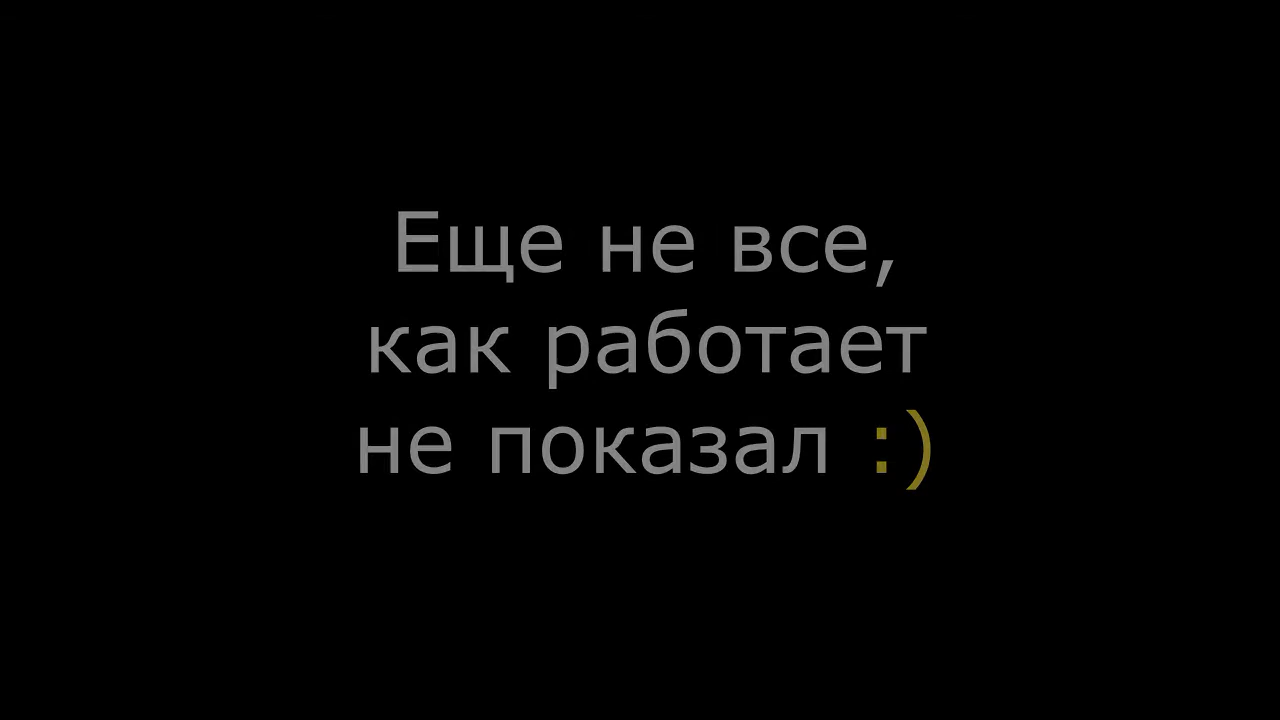 Еще не все,
как работает
не показал :)